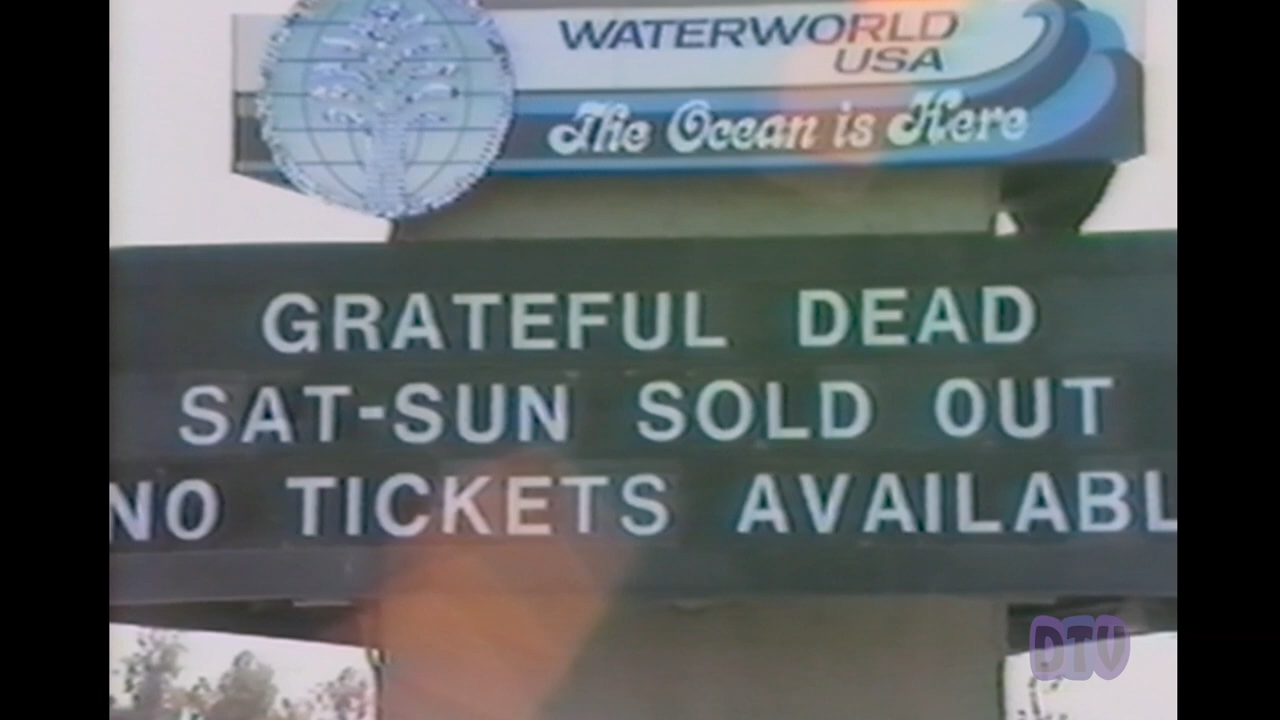 WATERWORLD
USA
The Ocean is Here
GRATEFUL DEAD
SAT-SUN SOLD OUT
NO TICKETS AVAILABL
DTV